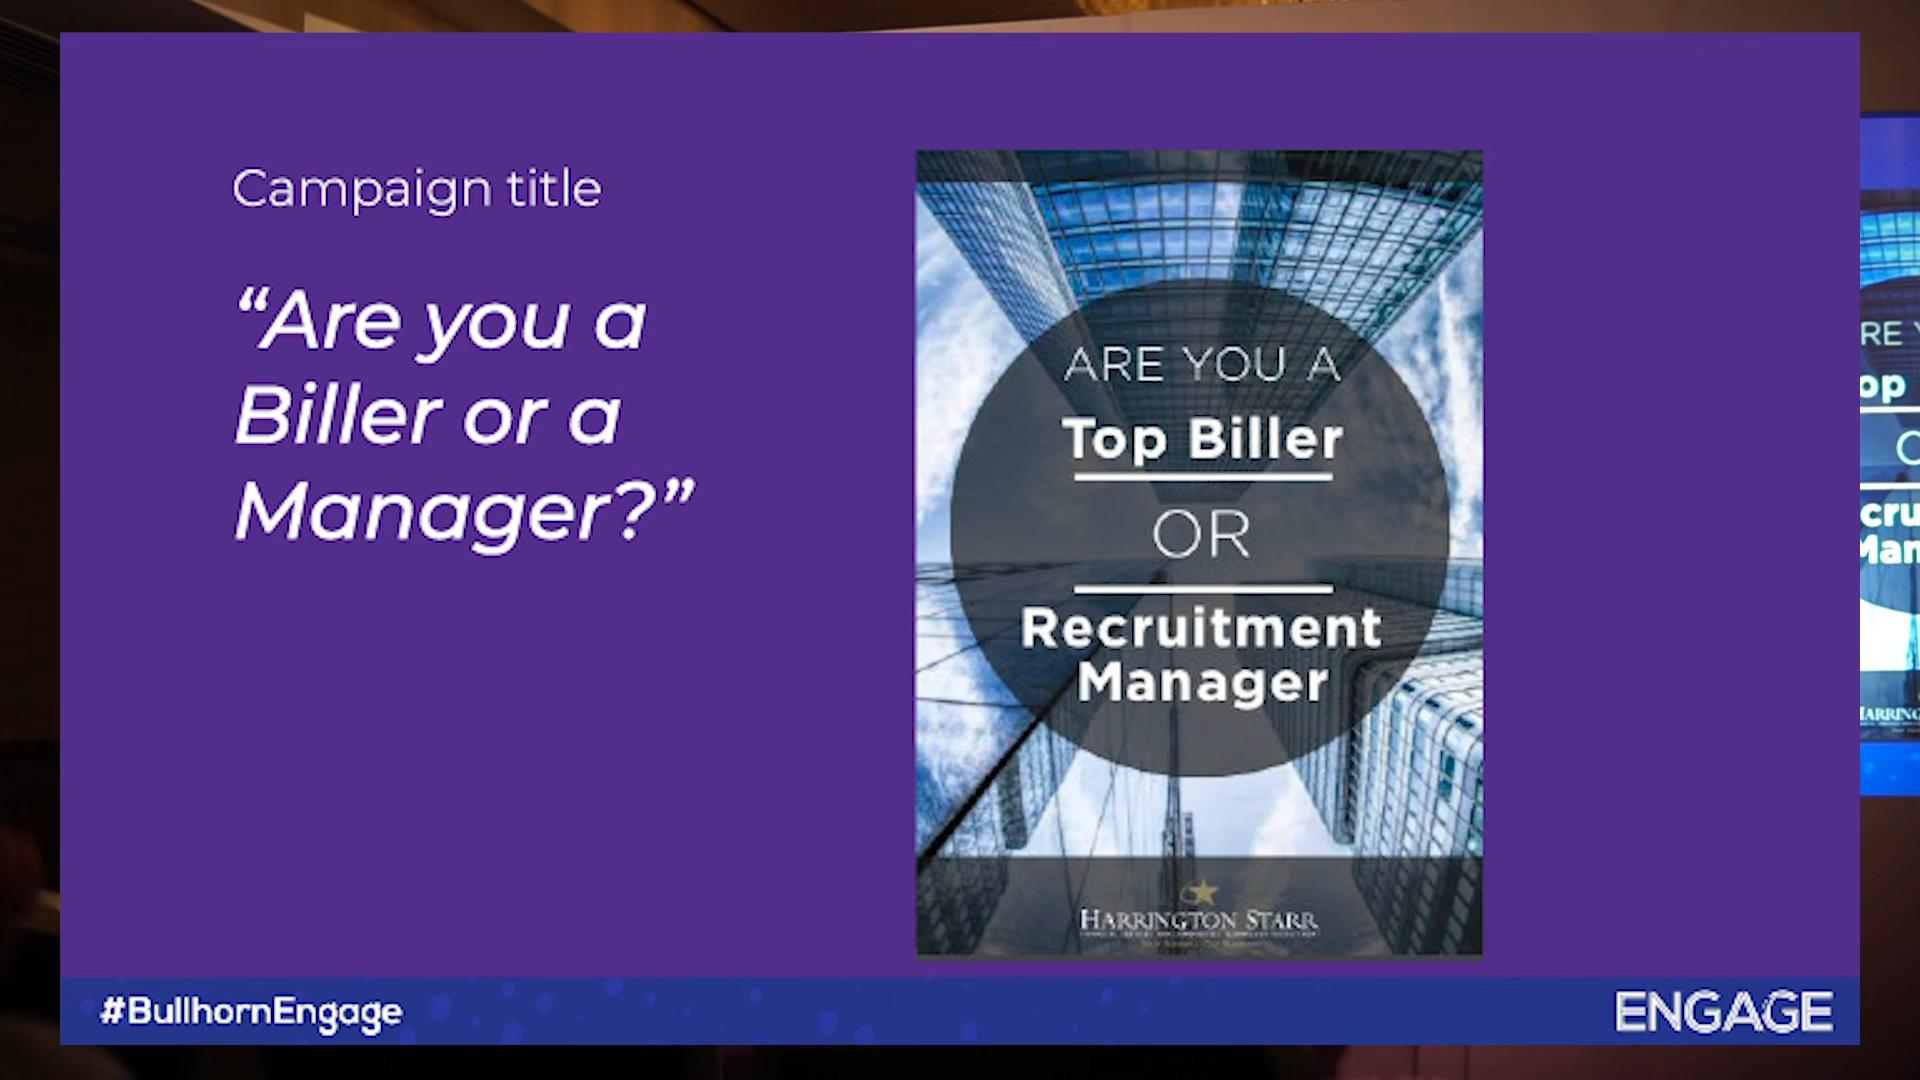 Campaign title
“Are you a
Biller or a
Manager?”
ARE YOU A
Top Biller
OR
Recruitment
Manager
HARRINGTON STARR
#BullhornEngage
ENGAGE